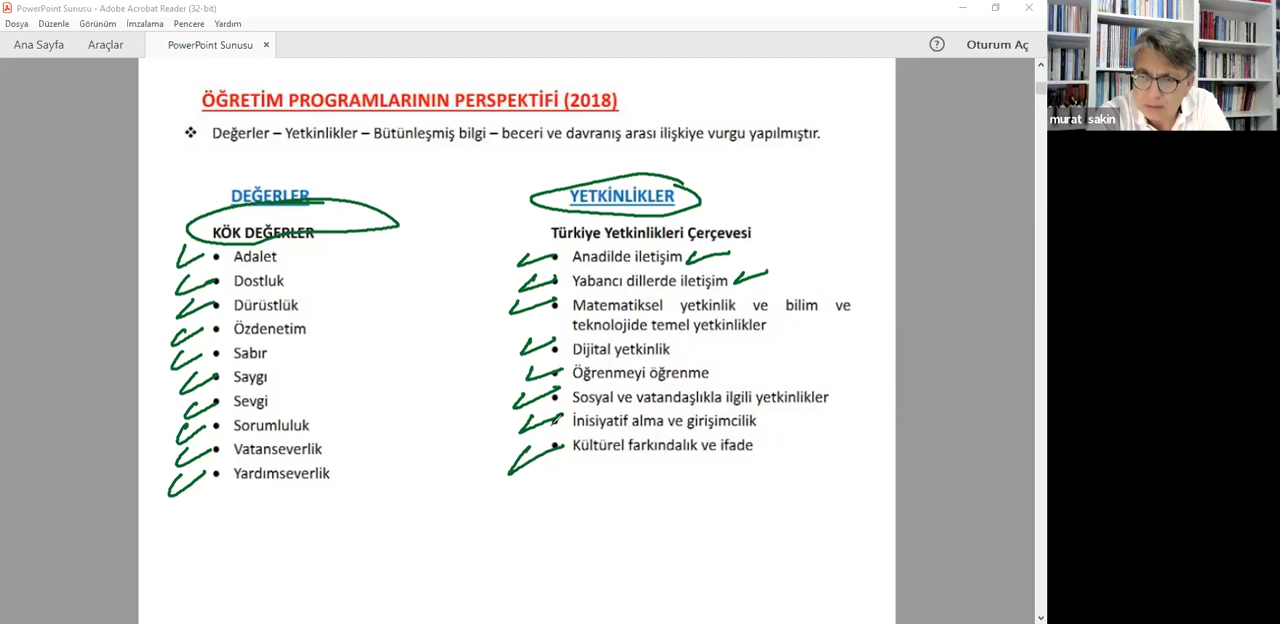 PowerPoint Sunusu - Adobe Acrobat Reader (32-bit)
Dosya Düzenle Görünüm İmzalama Pencere Yardım
Ana Sayfa Araçlar PowerPoint Sunusu × ? Oturum Aç
ÖĞRETİM PROGRAMLARININ PERSPEKTİFİ (2018)
❖ Değerler – Yetkinlikler – Bütünleşmiş bilgi – beceri ve davranış arası ilişkiye vurgu yapılmıştır.
DEĞERLER
KÖK DEĞERLER
• Adalet
• Dostluk
• Dürüstlük
• Özdenetim
• Sabır
• Saygı
• Sevgi
• Sorumluluk
• Vatanseverlik
• Yardımseverlik
YETKİNLİKLER
Türkiye Yetkinlikleri Çerçevesi
• Anadilde iletişim
• Yabancı dillerde iletişim
• Matematiksel yetkinlik ve bilim ve
teknolojide temel yetkinlikler
• Dijital yetkinlik
• Öğrenmeyi öğrenme
• Sosyal ve vatandaşlıkla ilgili yetkinlikler
• İnisiyatif alma ve girişimcilik
• Kültürel farkındalık ve ifade
murat sakin